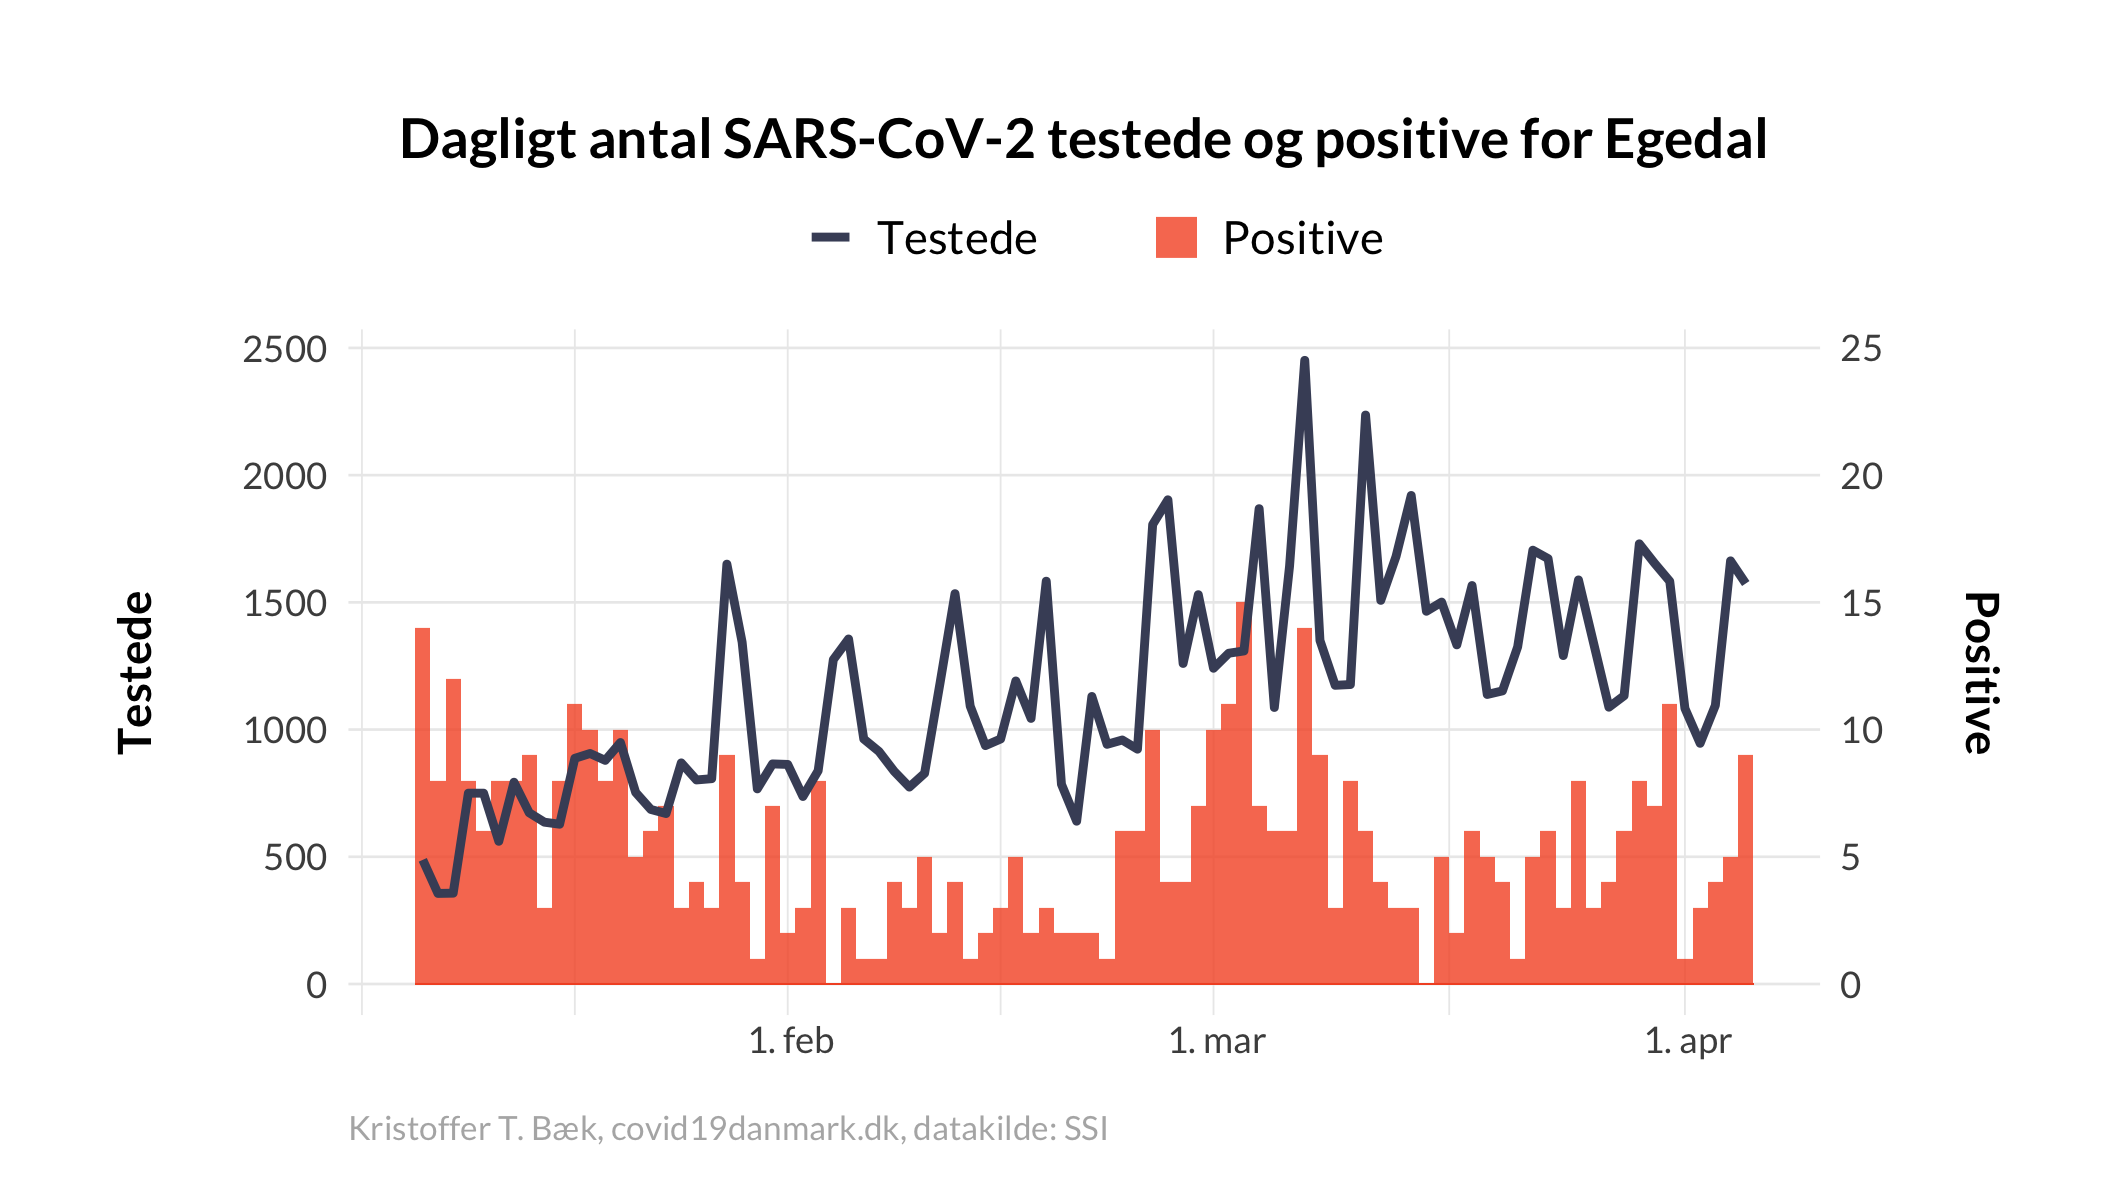 Dagligt antal SARS-CoV-2 testede og positive for Egedal
Testede
Positive
2500
2000
1500
1000
500
0
Testede
25
20
15
10
5
0
Positive
1. feb
1. mar
1. apr
Kristoffer T. Bæk, covid19danmark.dk, datakilde: SSI